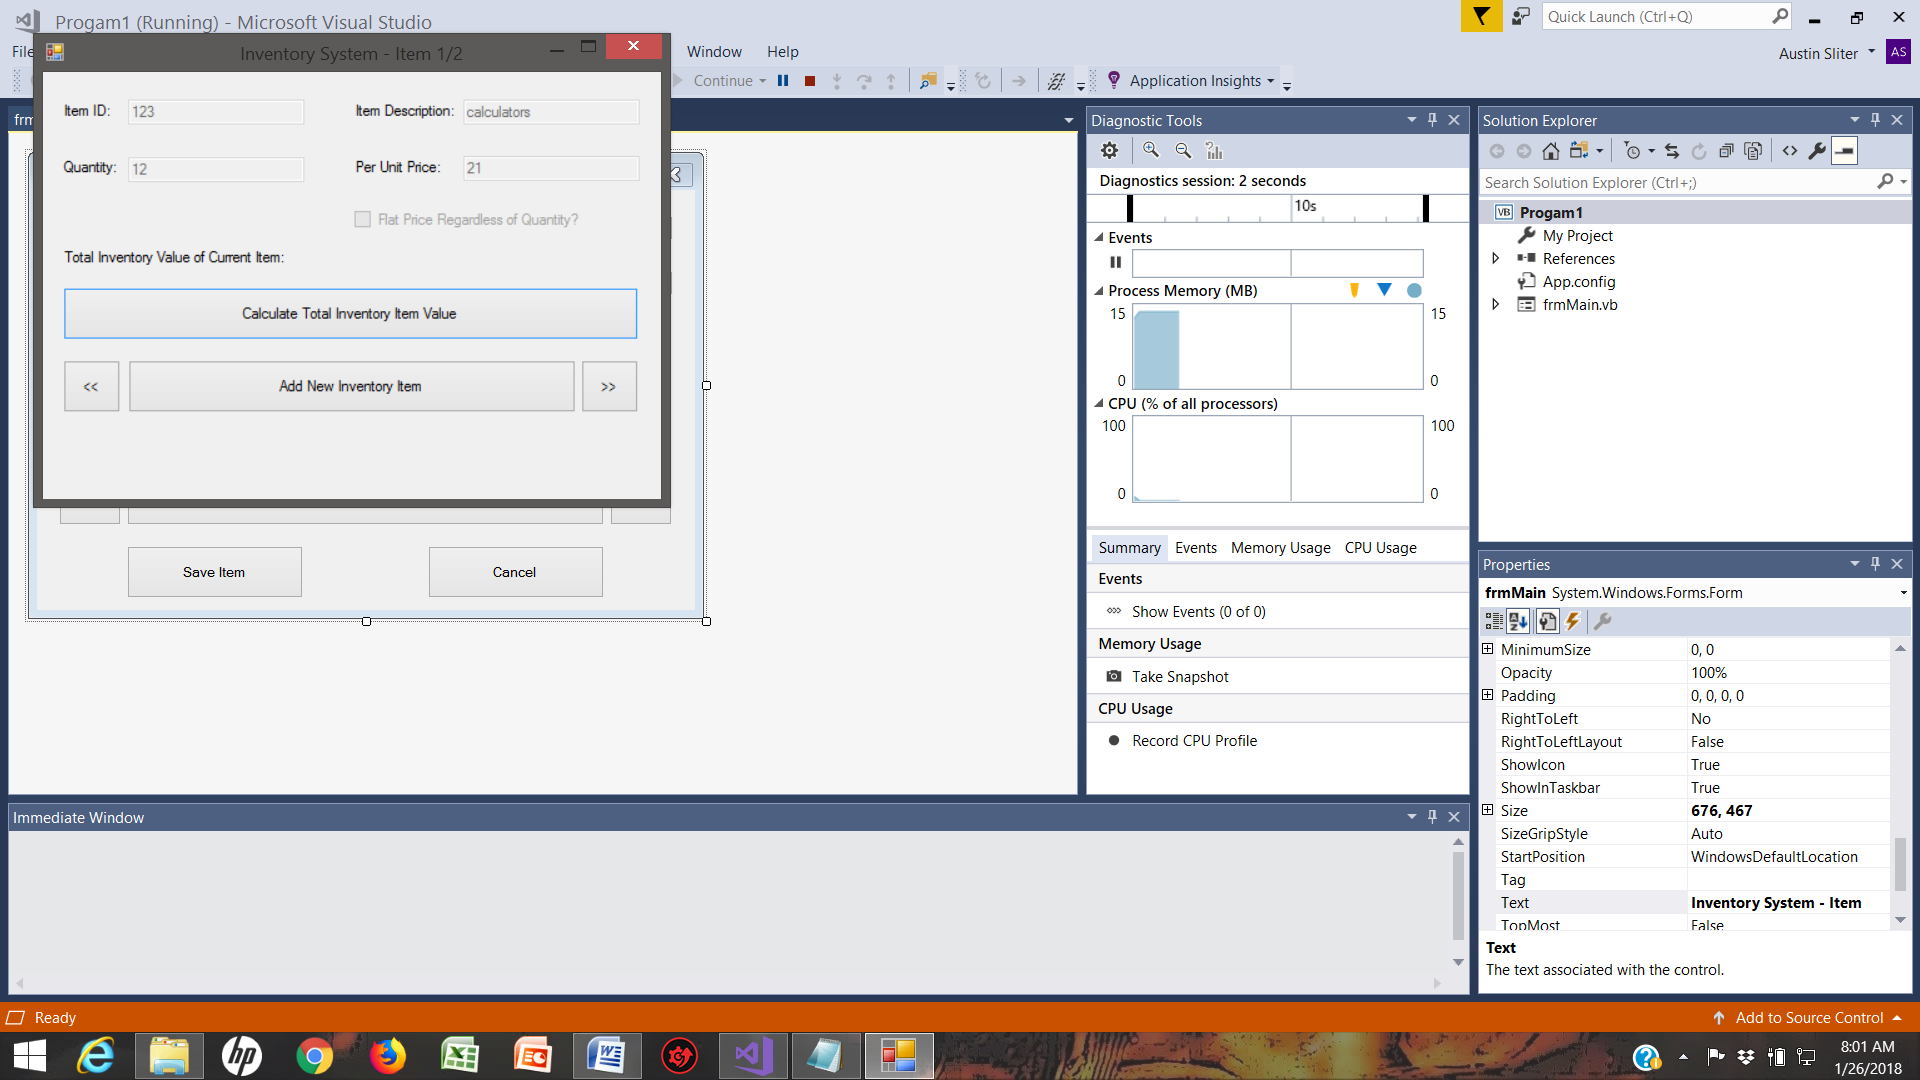 Progam1 (Running) - Microsoft Visual Studio
Quick Launch (Ctrl+Q)
File
Window
Help
Austin Sliter
AS
Continue
Application Insights
Inventory System - Item 1/2
Item ID:
123
Item Description:
calculators
Quantity:
12
Per Unit Price:
21
Flat Price Regardless of Quantity?
Total Inventory Value of Current Item:
Calculate Total Inventory Item Value
<<
Add New Inventory Item
>>
Save Item
Cancel
Diagnostic Tools
Diagnostics session: 2 seconds
10s
Events
Process Memory (MB)
15
15
0
0
CPU (% of all processors)
100
100
0
0
Summary
Events
Memory Usage
CPU Usage
Events
Show Events (0 of 0)
Memory Usage
Take Snapshot
CPU Usage
Record CPU Profile
Solution Explorer
Search Solution Explorer (Ctrl+;)
VB Progam1
My Project
References
App.config
frmMain.vb
Properties
frmMain System.Windows.Forms.Form
MinimumSize 0, 0
Opacity 100%
Padding 0, 0, 0, 0
RightToLeft No
RightToLeftLayout False
ShowIcon True
ShowInTaskbar True
Size 676, 467
SizeGripStyle Auto
StartPosition WindowsDefaultLocation
Tag
Text Inventory System - Item
TopMost False
Text
The text associated with the control.
Immediate Window
Ready
Add to Source Control
8:01 AM
1/26/2018